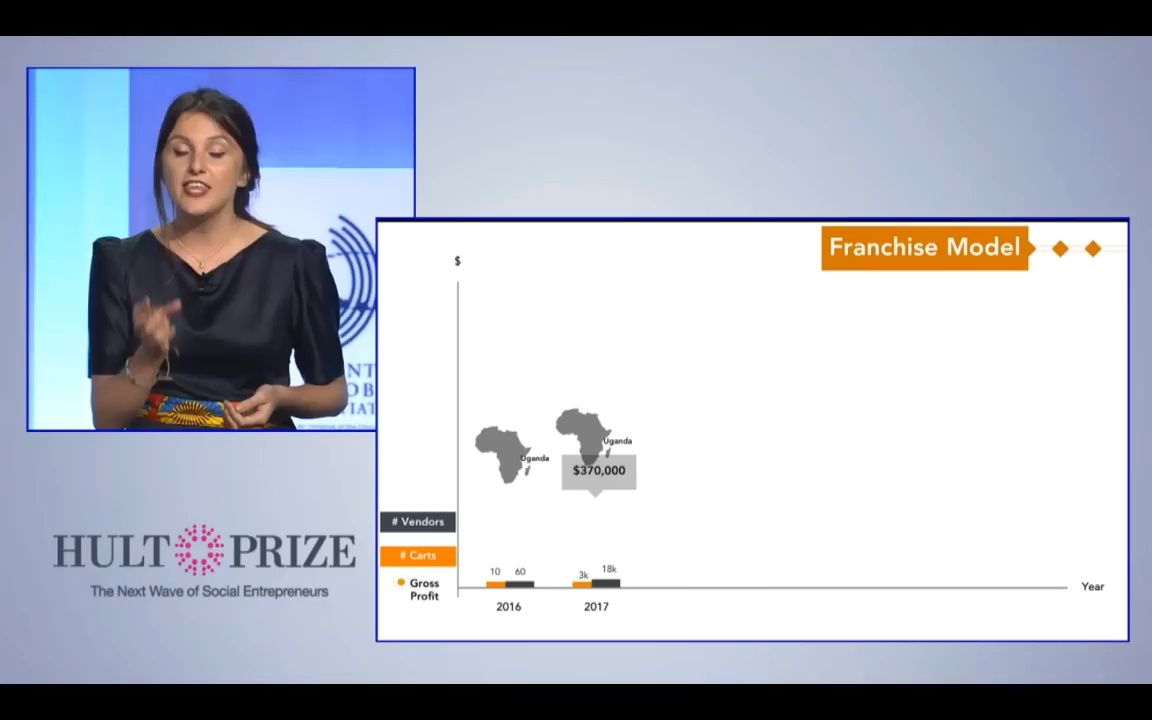 Franchise Model
$
Uganda
Uganda
$370,000
# Vendors
# Carts
Gross
Profit
10
60
3k
18k
2016
2017
Year
HULT PRIZE
The Next Wave of Social Entrepreneurs